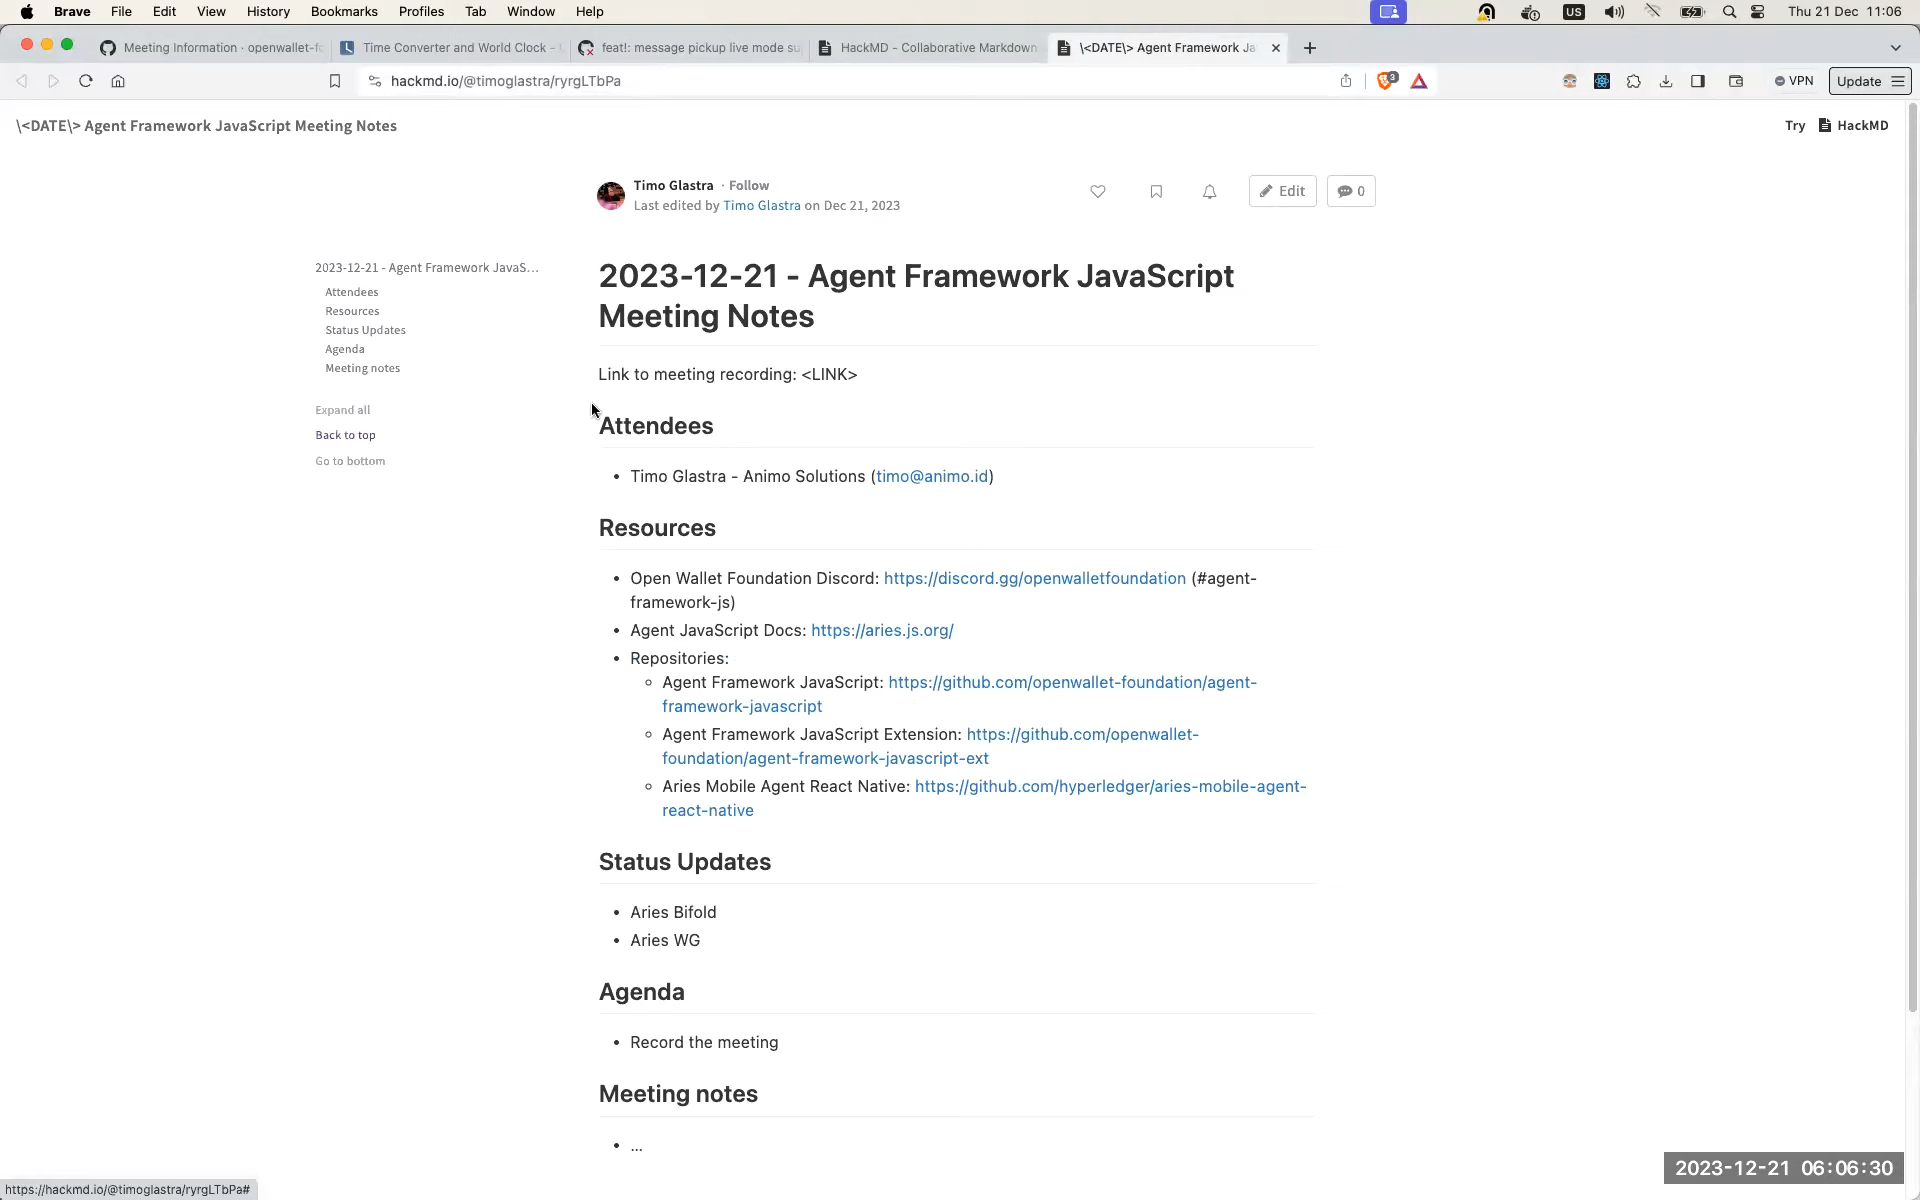 Brave File Edit View History Bookmarks Profiles Tab Window Help US Thu 21 Dec 11:06
Meeting Information · openwallet-f Time Converter and World Clock – feat!: message pickup live mode su HackMD - Collaborative Markdown \<DATE\> Agent Framework Ja
hackmd.io/@timoglastra/ryrgLTbPa 3 VPN Update
\<DATE\> Agent Framework JavaScript Meeting Notes Try HackMD
Timo Glastra · Follow
Last edited by Timo Glastra on Dec 21, 2023
Edit 0
2023-12-21 - Agent Framework JavaS...
Attendees
Resources
Status Updates
Agenda
Meeting notes
Expand all
Back to top
Go to bottom
2023-12-21 - Agent Framework JavaScript
Meeting Notes
Link to meeting recording: <LINK>
Attendees
• Timo Glastra - Animo Solutions (timo@animo.id)
Resources
• Open Wallet Foundation Discord: https://discord.gg/openwalletfoundation (#agent-
framework-js)
• Agent JavaScript Docs: https://aries.js.org/
• Repositories:
◦ Agent Framework JavaScript: https://github.com/openwallet-foundation/agent-
framework-javascript
◦ Agent Framework JavaScript Extension: https://github.com/openwallet-
foundation/agent-framework-javascript-ext
◦ Aries Mobile Agent React Native: https://github.com/hyperledger/aries-mobile-agent-
react-native
Status Updates
• Aries Bifold
• Aries WG
Agenda
• Record the meeting
Meeting notes
• ...
2023-12-21 06:06:30
https://hackmd.io/@timoglastra/ryrgLTbPa#